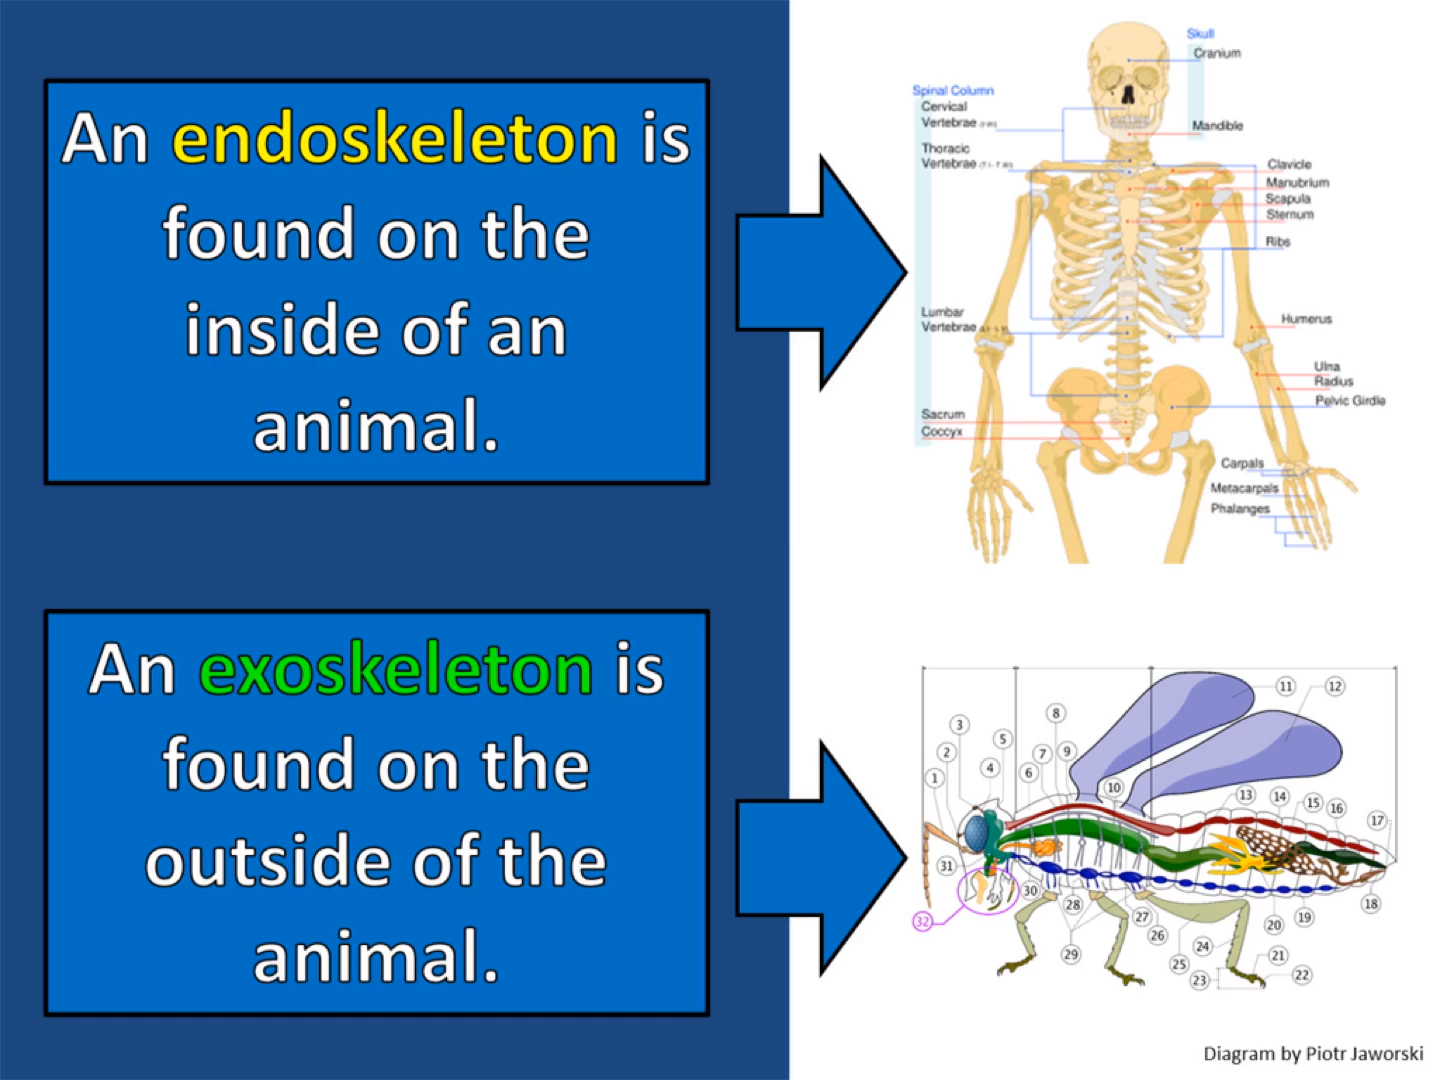 An endoskeleton is
found on the
inside of an
animal.
Skull
Cranium
Mandible
Spinal Column
Cervical
Vertebrae
Thoracic
Vertebrae
Lumbar
Vertebrae
Sacrum
Coccyx
Clavicle
Manubrium
Scapula
Sternum
Ribs
Humerus
Ulna
Radius
Pelvic Girdle
Carpals
Metacarpals
Phalanges
An exoskeleton is
found on the
outside of the
animal.
1
2
3
4
5
6
7
8
9
10
11
12
13
14
15
16
17
18
19
20
21
22
23
24
25
26
27
28
29
30
31
32
Diagram by Piotr Jaworski